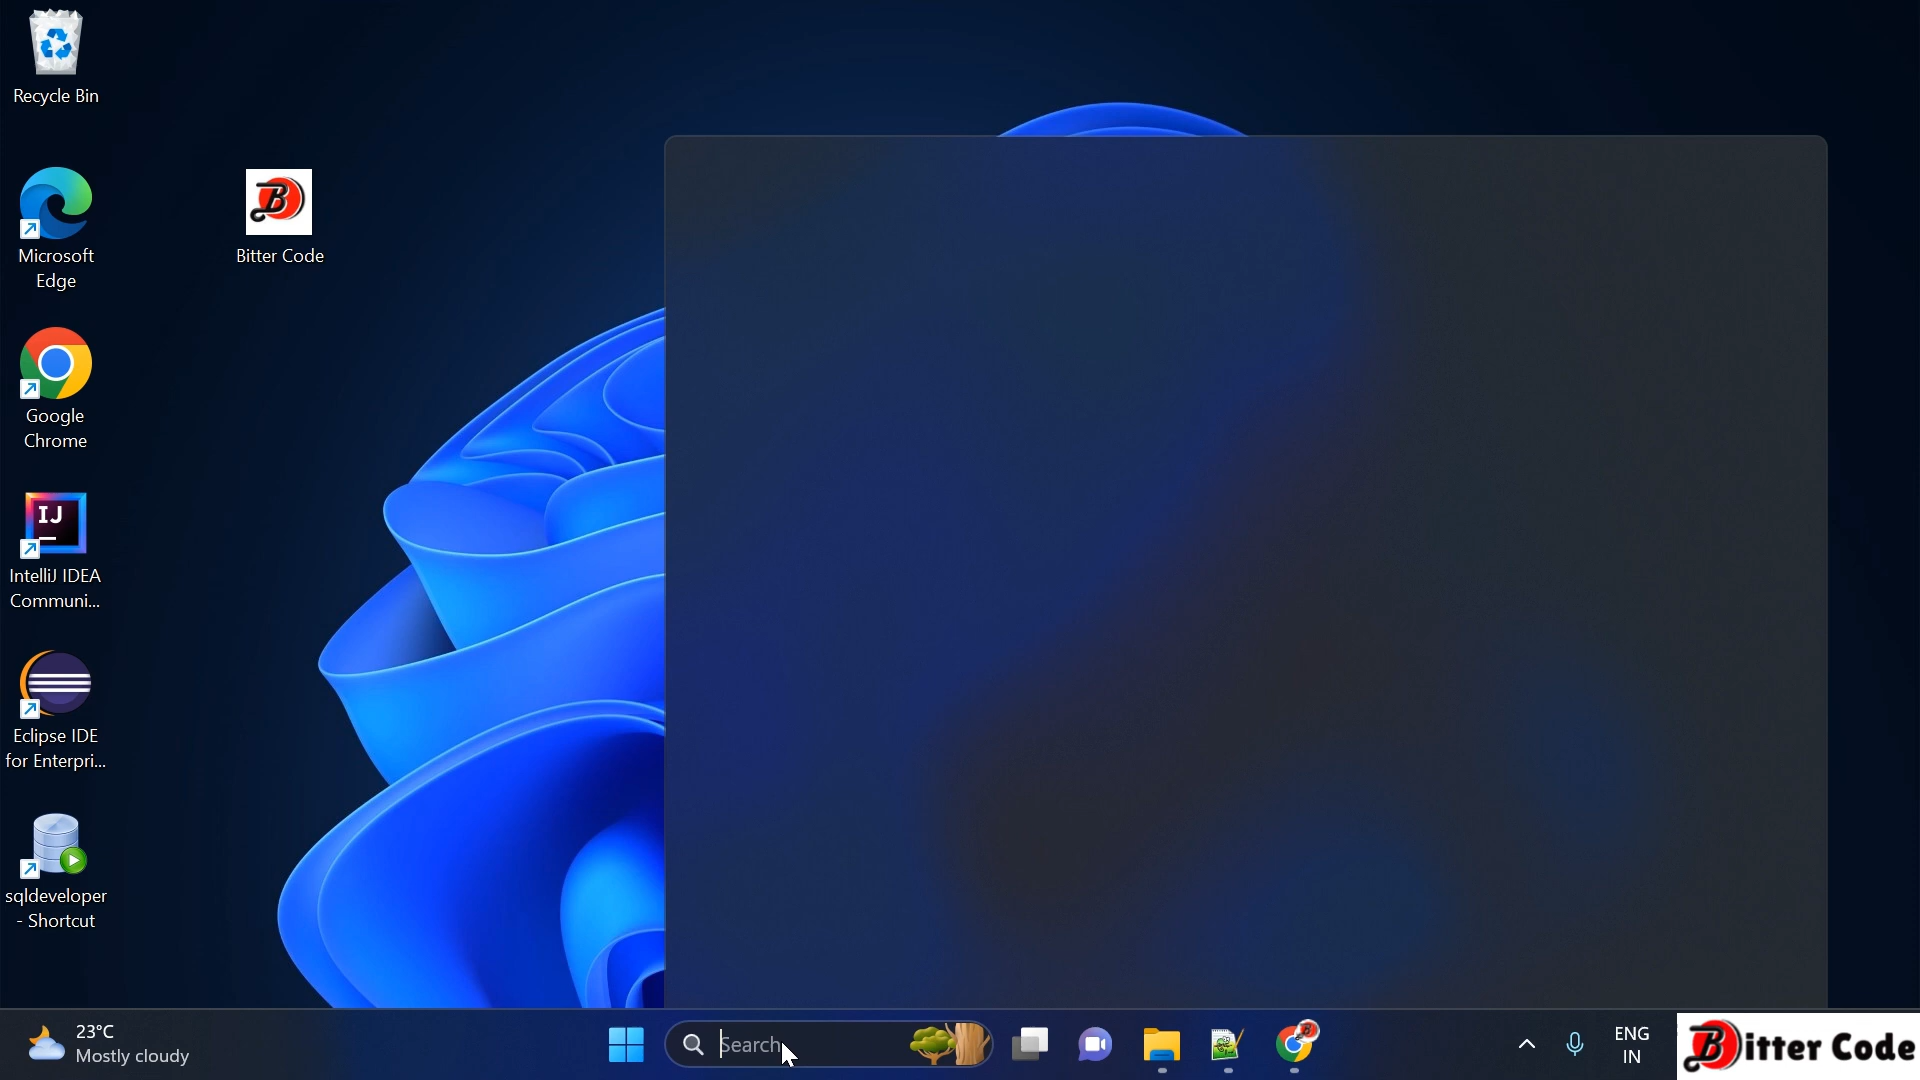 Recycle Bin
Microsoft
Edge
B
Bitter Code
Google
Chrome
IJ
IntelliJ IDEA
Communi...
Eclipse IDE
for Enterpri...
sqldeveloper
- Shortcut
23°C
Mostly cloudy
Search
ENG
IN
Bitter Code